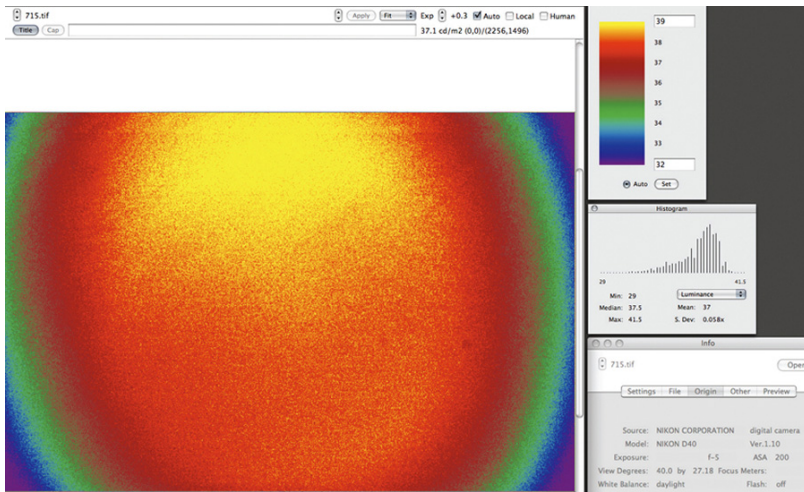 715.tif Apply Fit Exp +0.3 Auto Local Human
Title Cap 37.1 cd/m2 (0,0)/(2256,1496)
39
38
37
36
35
34
33
32
Auto Set
Histogram
29 41.5
Min: 29 Luminance
Median: 37.5 Mean: 37
Max: 41.5 S. Dev: 0.058x
Info
715.tif Oper
Settings File Origin Other Preview
Source: NIKON CORPORATION digital camera
Model: NIKON D40 Ver.1.10
Exposure: f-5 ASA 200
View Degrees: 40.0 by 27.18 Focus Meters:
White Balance: daylight Flash: off